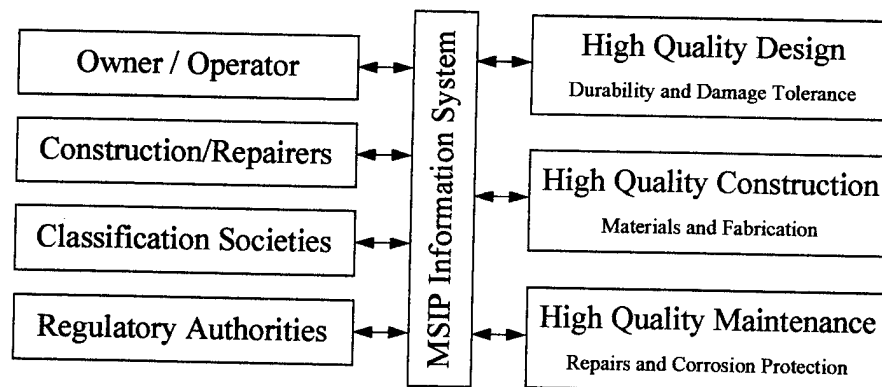 Owner / Operator
Construction/Repairers
Classification Societies
Regulatory Authorities
MSIP Information System
High Quality Design
Durability and Damage Tolerance
High Quality Construction
Materials and Fabrication
High Quality Maintenance
Repairs and Corrosion Protection